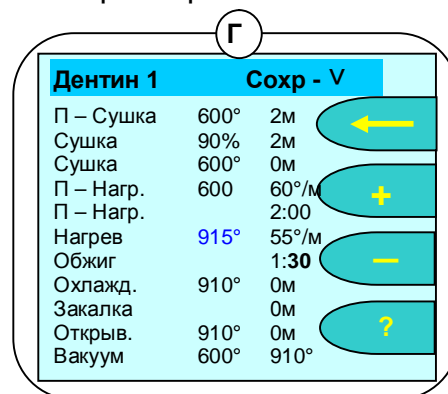 Г
Дентин 1 Сохр - V
П – Сушка 600° 2м
Сушка 90% 2м
Сушка 600° 0м
П – Нагр. 600 60°/м
П – Нагр. 2:00
Нагрев 915° 55°/м
Обжиг 1:30
Охлажд. 910° 0м
Закалка 0м
Открыв. 910° 0м
Вакуум 600° 910°
+
–
?